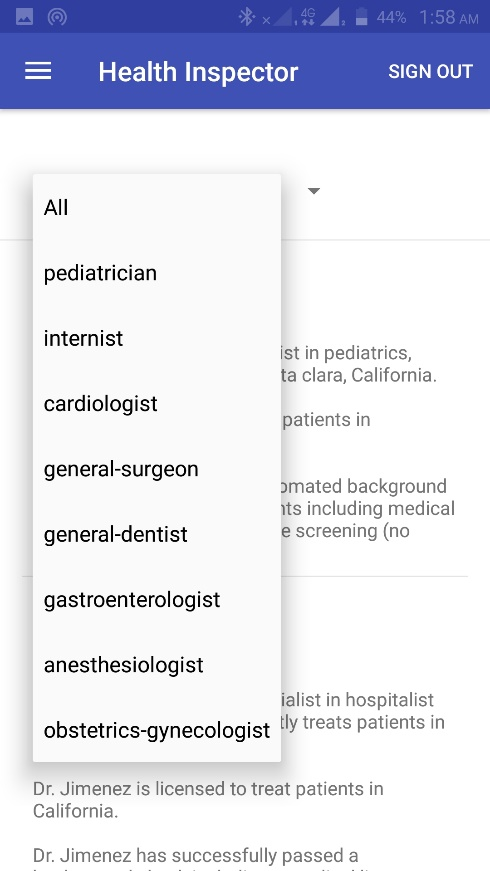 4G
44% 1:58 AM
Health Inspector SIGN OUT
All
pediatrician
internist
ist in pediatrics,
ta clara, California.
cardiologist
patients in
general-surgeon
omated background
nts including medical
general-dentist
e screening (no
gastroenterologist
anesthesiologist
ialist in hospitalist
tly treats patients in
obstetrics-gynecologist
Dr. Jimenez is licensed to treat patients in
California.
Dr. Jimenez has successfully passed a